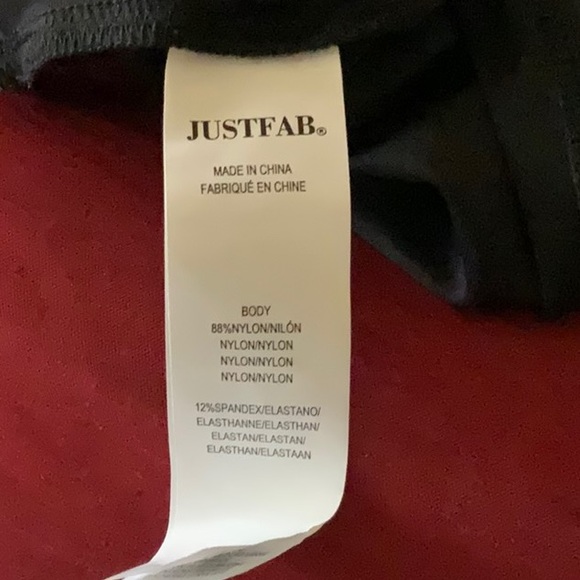 JUSTFAB®
MADE IN CHINA
FABRIQUÉ EN CHINE
BODY
88%NYLON/NILÓN
NYLON/NYLON
NYLON/NYLON
NYLON/NYLON
12%SPANDEX/ELASTANO/
ELASTHANNE/ELASTHAN/
ELASTAN/ELASTAN/
ELASTHAN/ELASTAAN